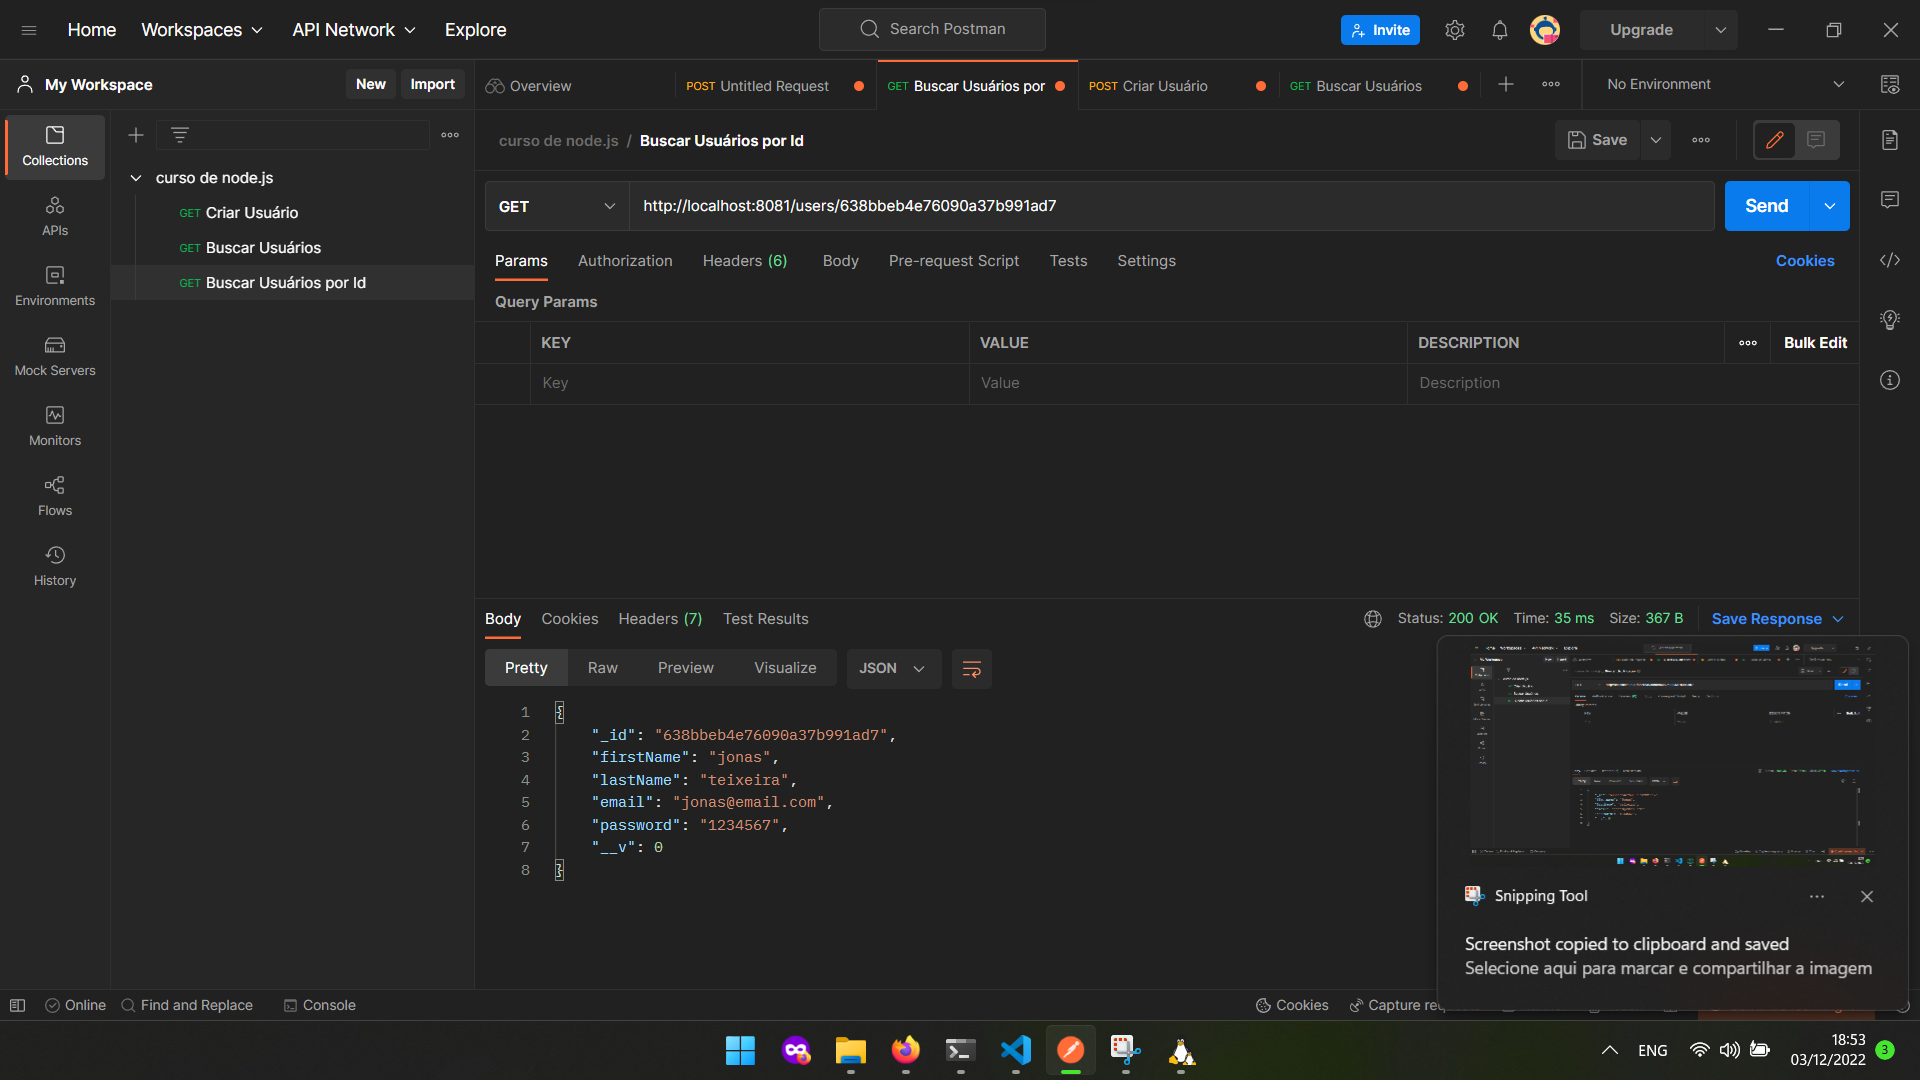 Home Workspaces API Network Explore
Search Postman
Invite
Upgrade
My Workspace New Import
Overview
POST Untitled Request
GET Buscar Usuários por
POST Criar Usuário
GET Buscar Usuários
No Environment
Collections
APIs
Environments
Mock Servers
Monitors
Flows
History
curso de node.js
GET Criar Usuário
GET Buscar Usuários
GET Buscar Usuários por Id
curso de node.js / Buscar Usuários por Id
Save
GET http://localhost:8081/users/638bbeb4e76090a37b991ad7
Send
Params Authorization Headers (6) Body Pre-request Script Tests Settings Cookies
Query Params
KEY VALUE DESCRIPTION Bulk Edit
Key Value Description
Body Cookies Headers (7) Test Results
Status: 200 OK Time: 35 ms Size: 367 B Save Response
Pretty Raw Preview Visualize JSON
1 {
2 "_id": "638bbeb4e76090a37b991ad7",
3 "firstName": "jonas",
4 "lastName": "teixeira",
5 "email": "jonas@email.com",
6 "password": "1234567",
7 "__v": 0
8 }
Snipping Tool
Screenshot copied to clipboard and saved
Selecione aqui para marcar e compartilhar a imagem
Online Find and Replace Console
Cookies Capture
ENG
18:53
03/12/2022
3